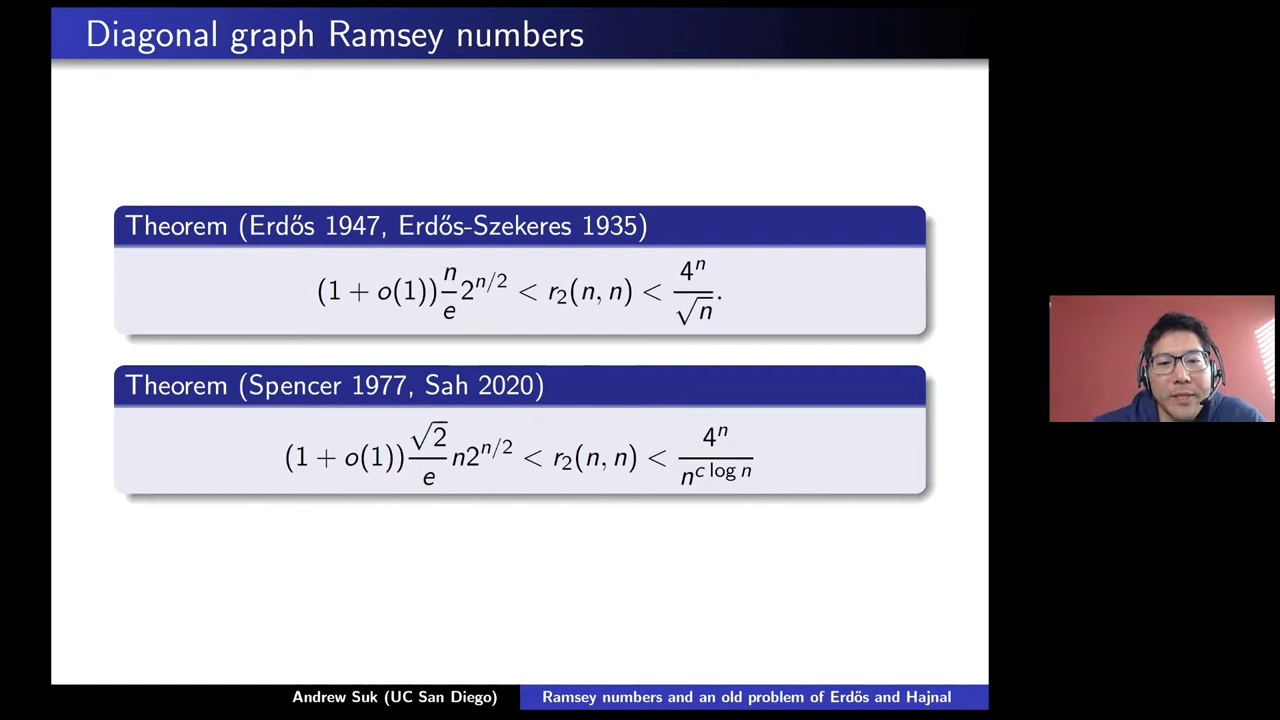 Diagonal graph Ramsey numbers
Theorem (Erdős 1947, Erdős-Szekeres 1935)
(1 + o(1)) n/e 2^{n/2} < r₂(n, n) < 4^n/√n.
Theorem (Spencer 1977, Sah 2020)
(1 + o(1)) √2/e n2^{n/2} < r₂(n, n) < 4^n/n^{c log n}
Andrew Suk (UC San Diego) Ramsey numbers and an old problem of Erdős and Hajnal